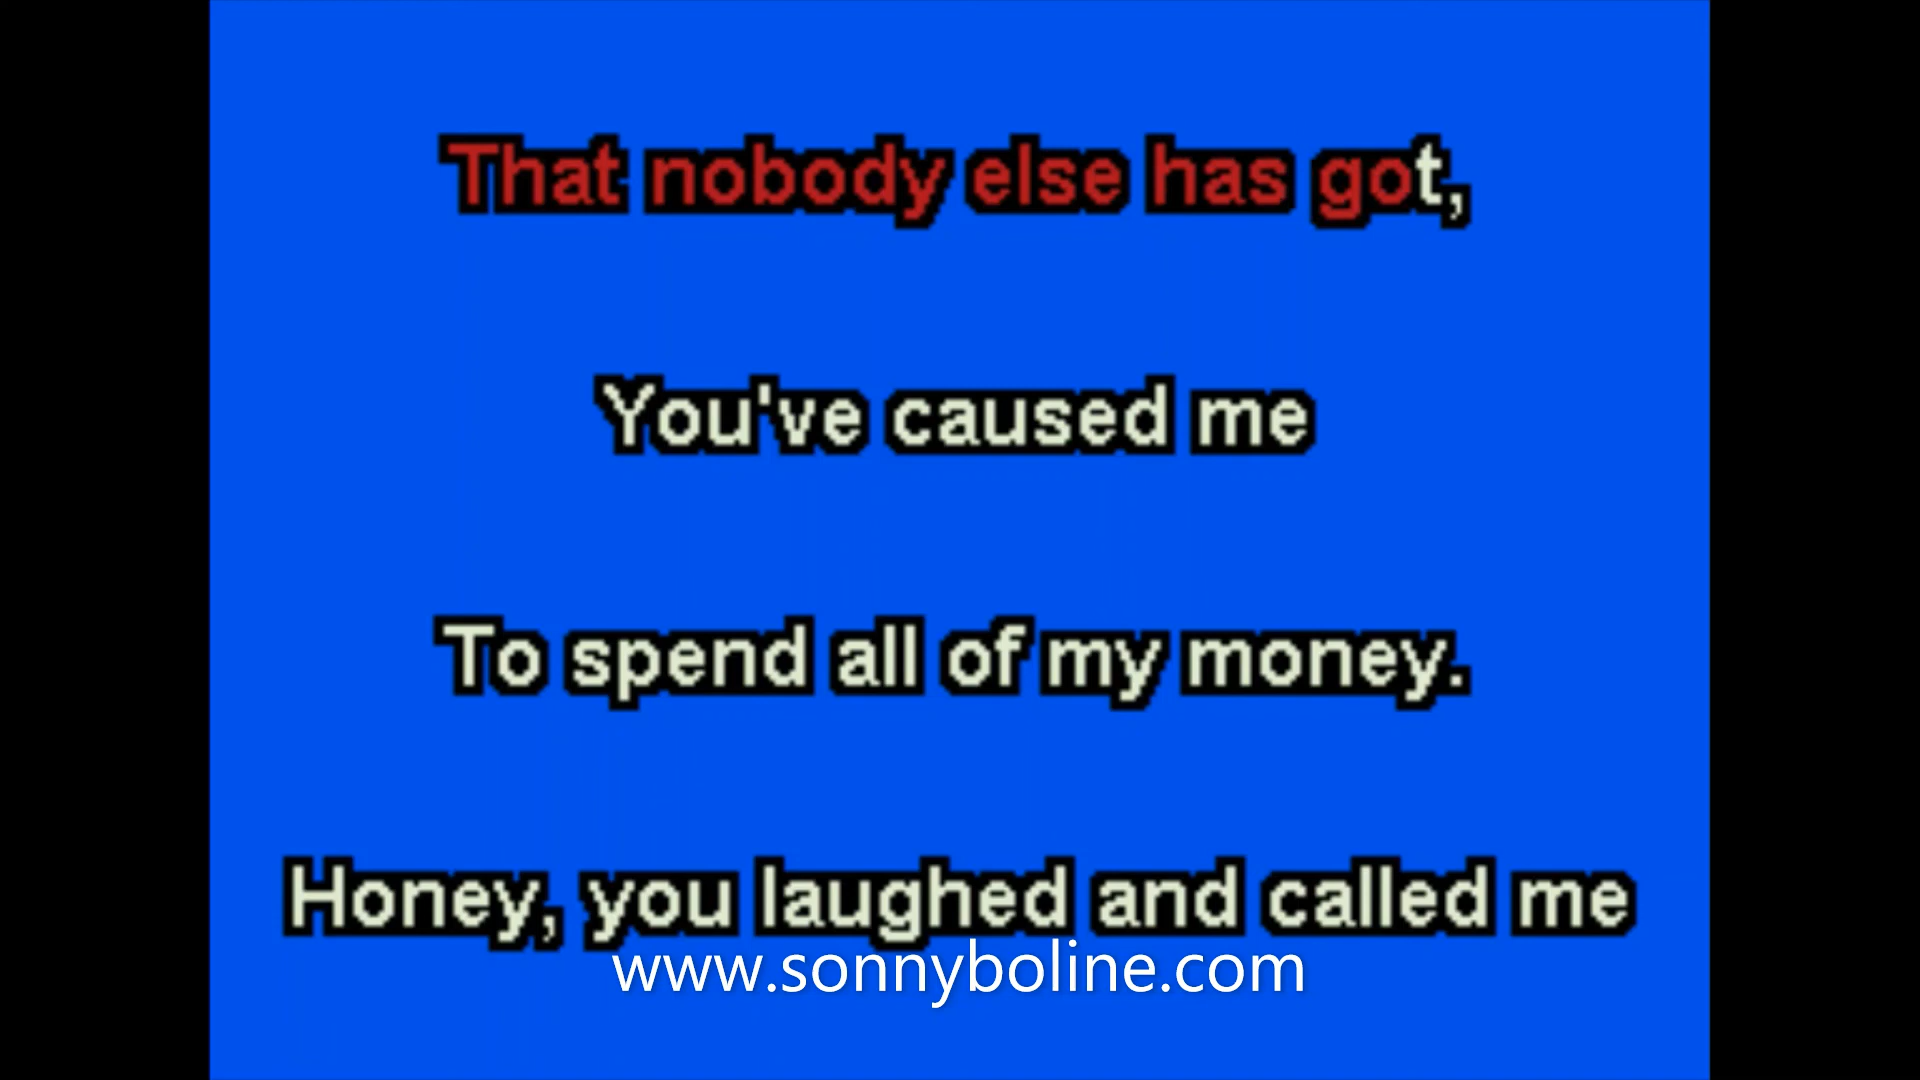 That nobody else has got,
You've caused me
To spend all of my money.
Honey, you laughed and called me
www.sonnyboline.com